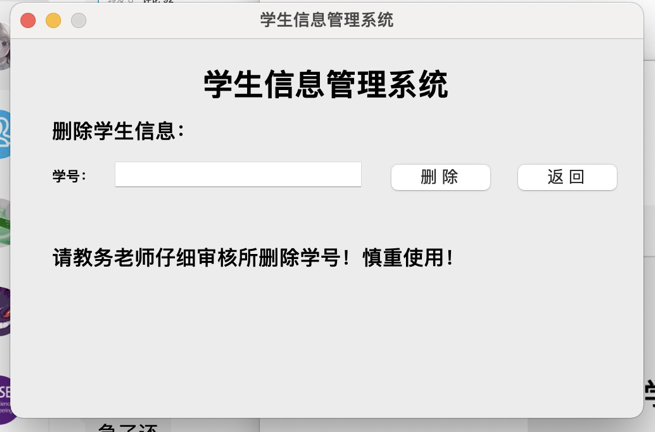 学生信息管理系统
学生信息管理系统
删除学生信息：
学号：
删除
返回
请教务老师仔细审核所删除学号！慎重使用！